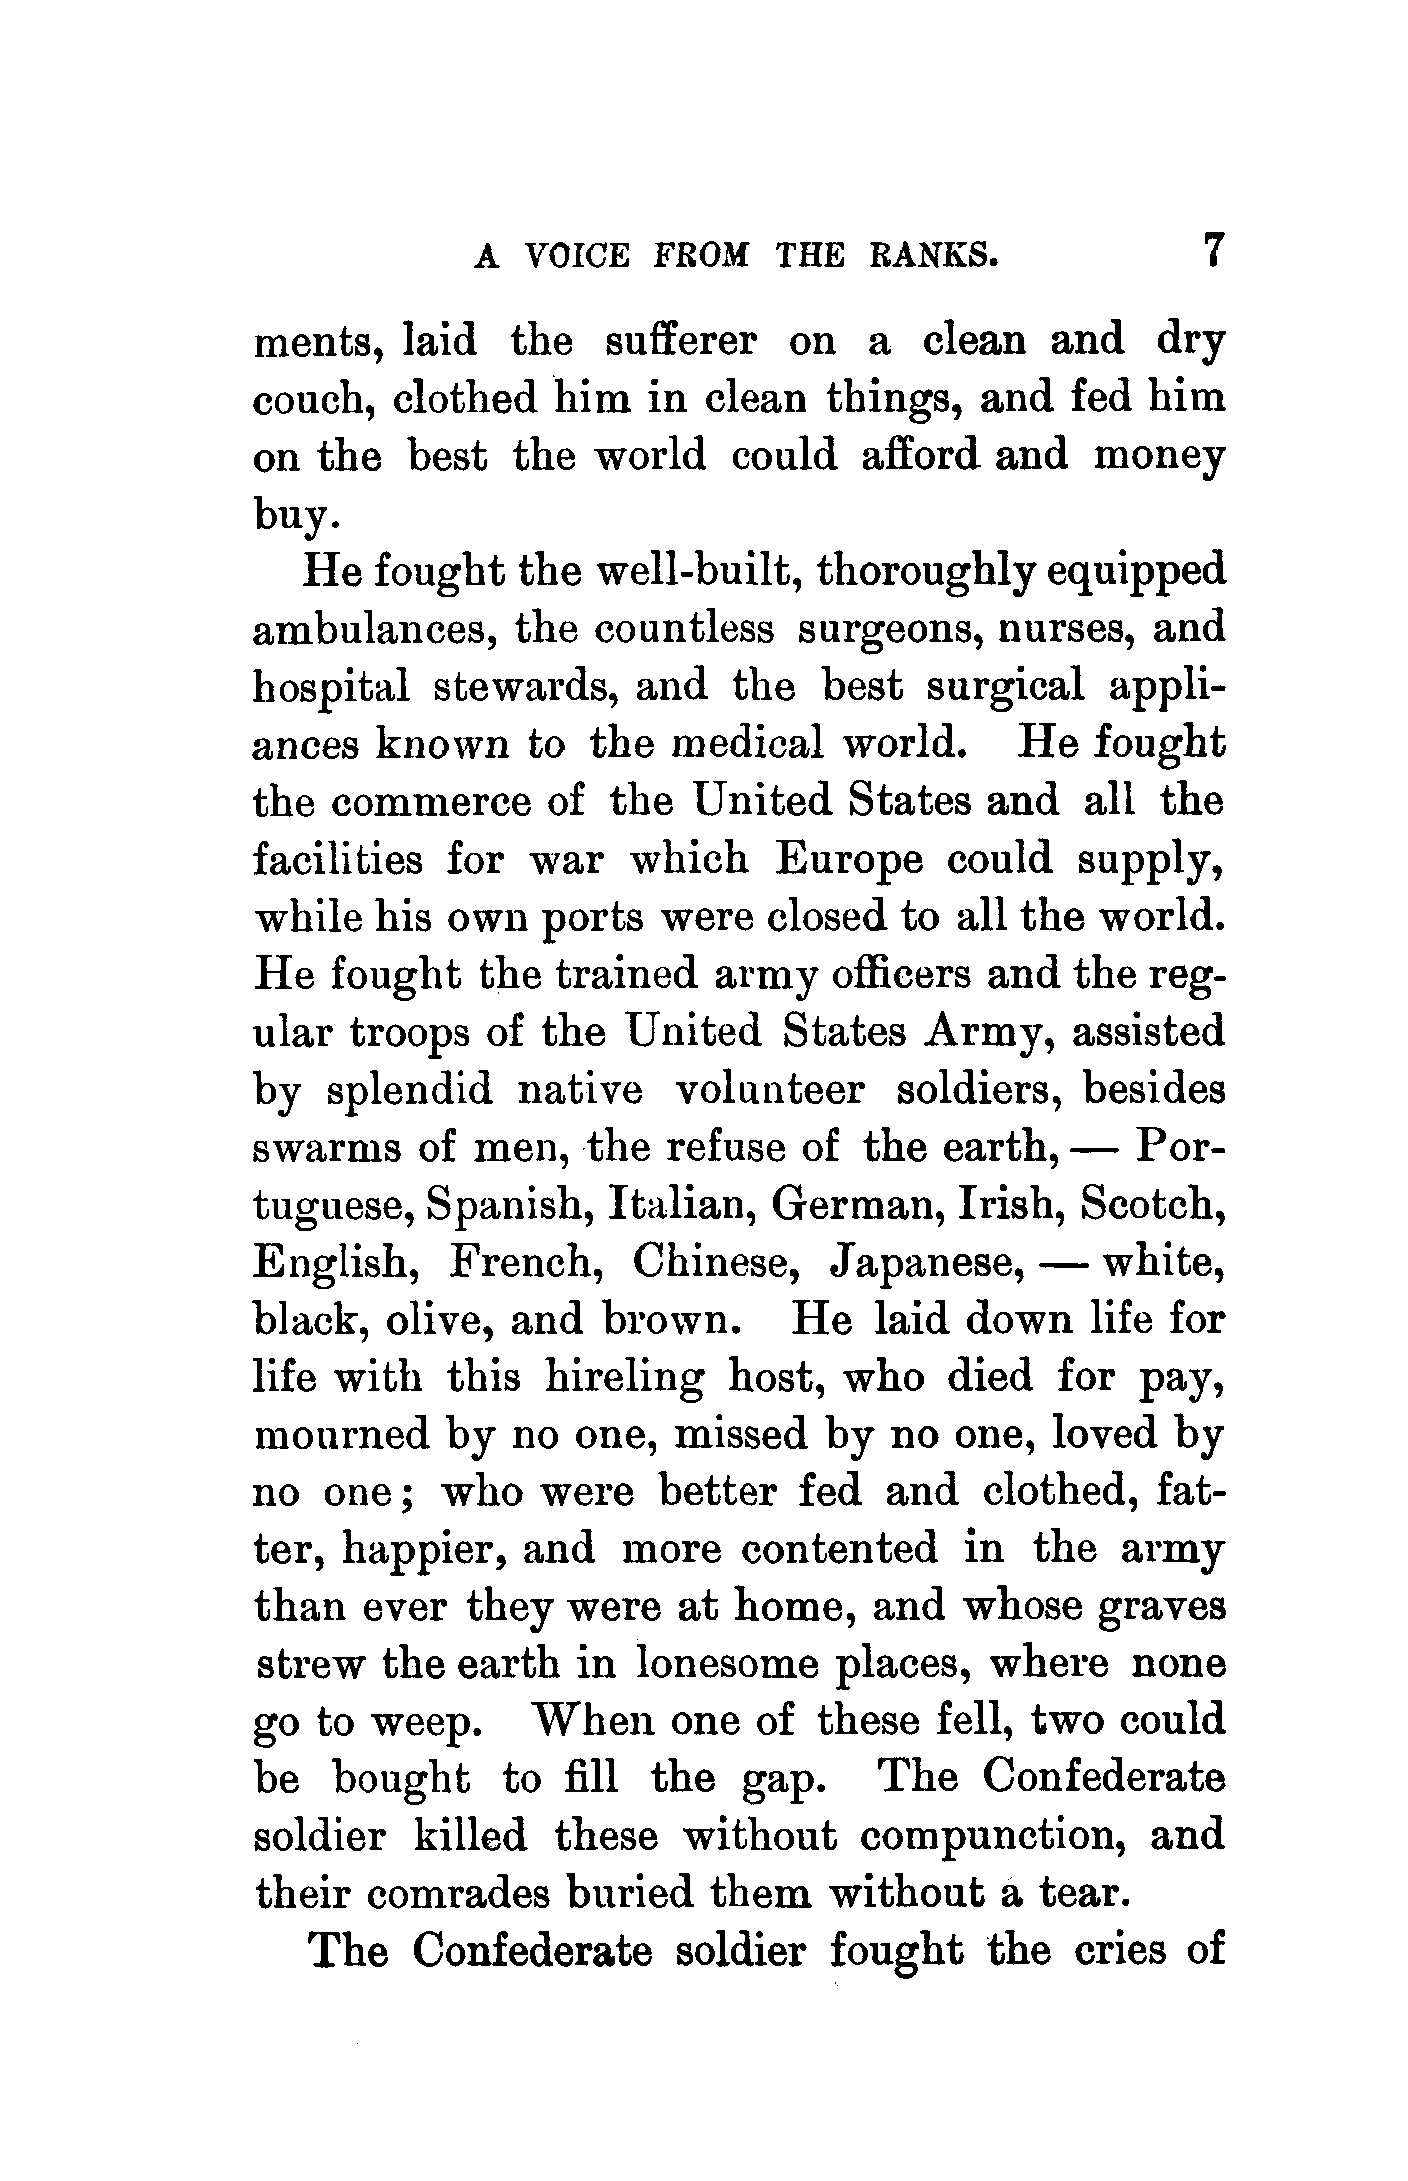 A VOICE FROM THE RANKS. 7
ments, laid the sufferer on a clean and dry
couch, clothed him in clean things, and fed him
on the best the world could afford and money
buy.
He fought the well-built, thoroughly equipped
ambulances, the countless surgeons, nurses, and
hospital stewards, and the best surgical appli-
ances known to the medical world. He fought
the commerce of the United States and all the
facilities for war which Europe could supply,
while his own ports were closed to all the world.
He fought the trained army officers and the reg-
ular troops of the United States Army, assisted
by splendid native volunteer soldiers, besides
swarms of men, the refuse of the earth, — Por-
tuguese, Spanish, Italian, German, Irish, Scotch,
English, French, Chinese, Japanese, — white,
black, olive, and brown. He laid down life for
life with this hireling host, who died for pay,
mourned by no one, missed by no one, loved by
no one; who were better fed and clothed, fat-
ter, happier, and more contented in the army
than ever they were at home, and whose graves
strew the earth in lonesome places, where none
go to weep. When one of these fell, two could
be bought to fill the gap. The Confederate
soldier killed these without compunction, and
their comrades buried them without a tear.
The Confederate soldier fought the cries of